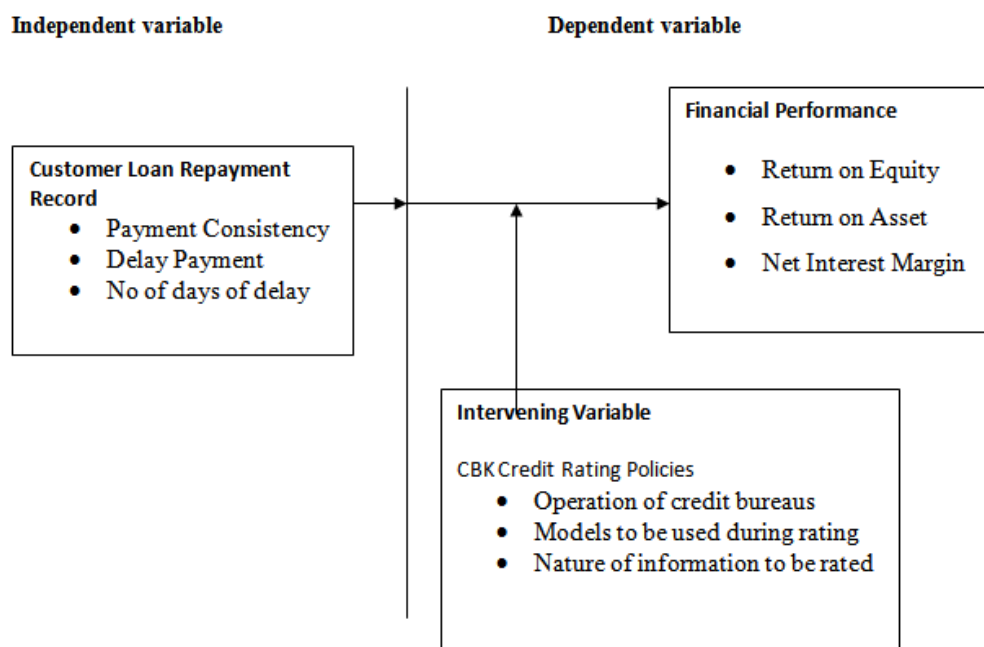 Independent variable
Dependent variable
Customer Loan Repayment
Record
• Payment Consistency
• Delay Payment
• No of days of delay
Financial Performance
• Return on Equity
• Return on Asset
• Net Interest Margin
Intervening Variable
CBK Credit Rating Policies
• Operation of credit bureaus
• Models to be used during rating
• Nature of information to be rated